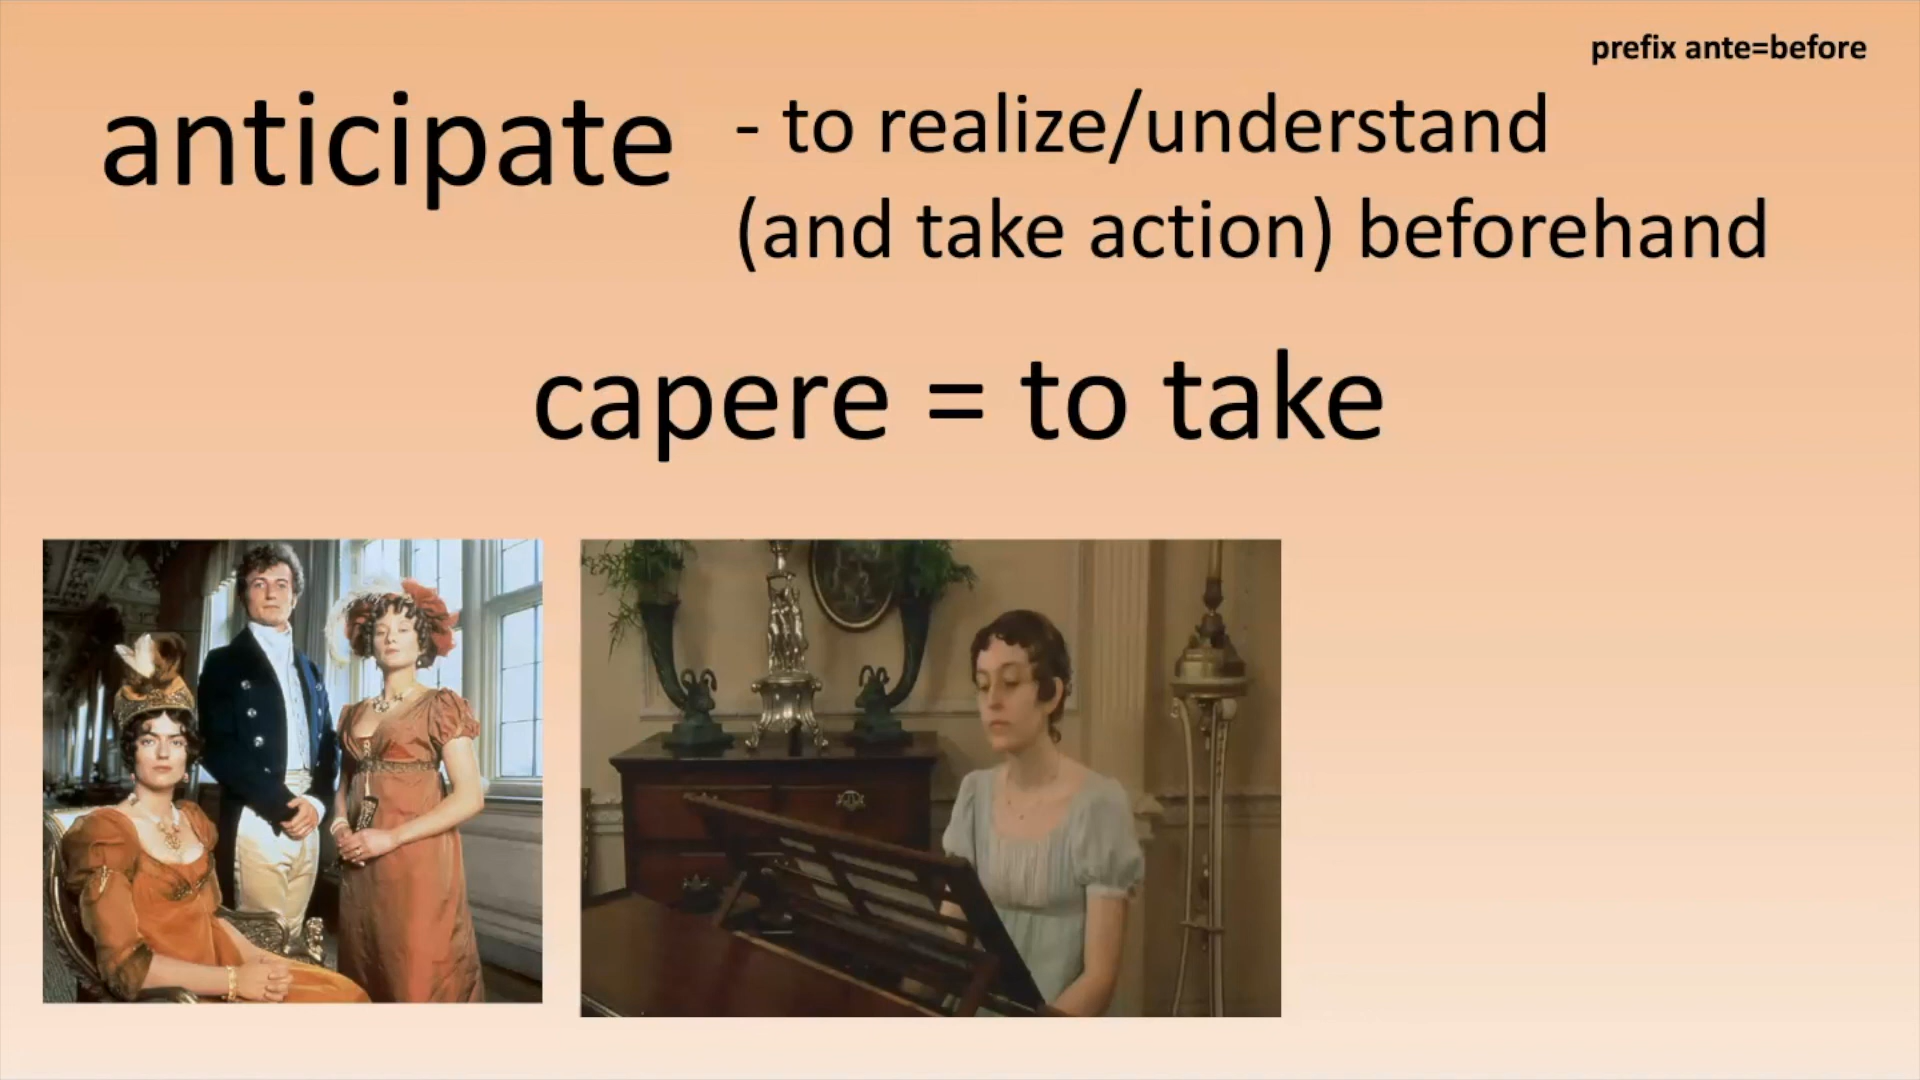 prefix ante=before
anticipate - to realize/understand
(and take action) beforehand
capere = to take